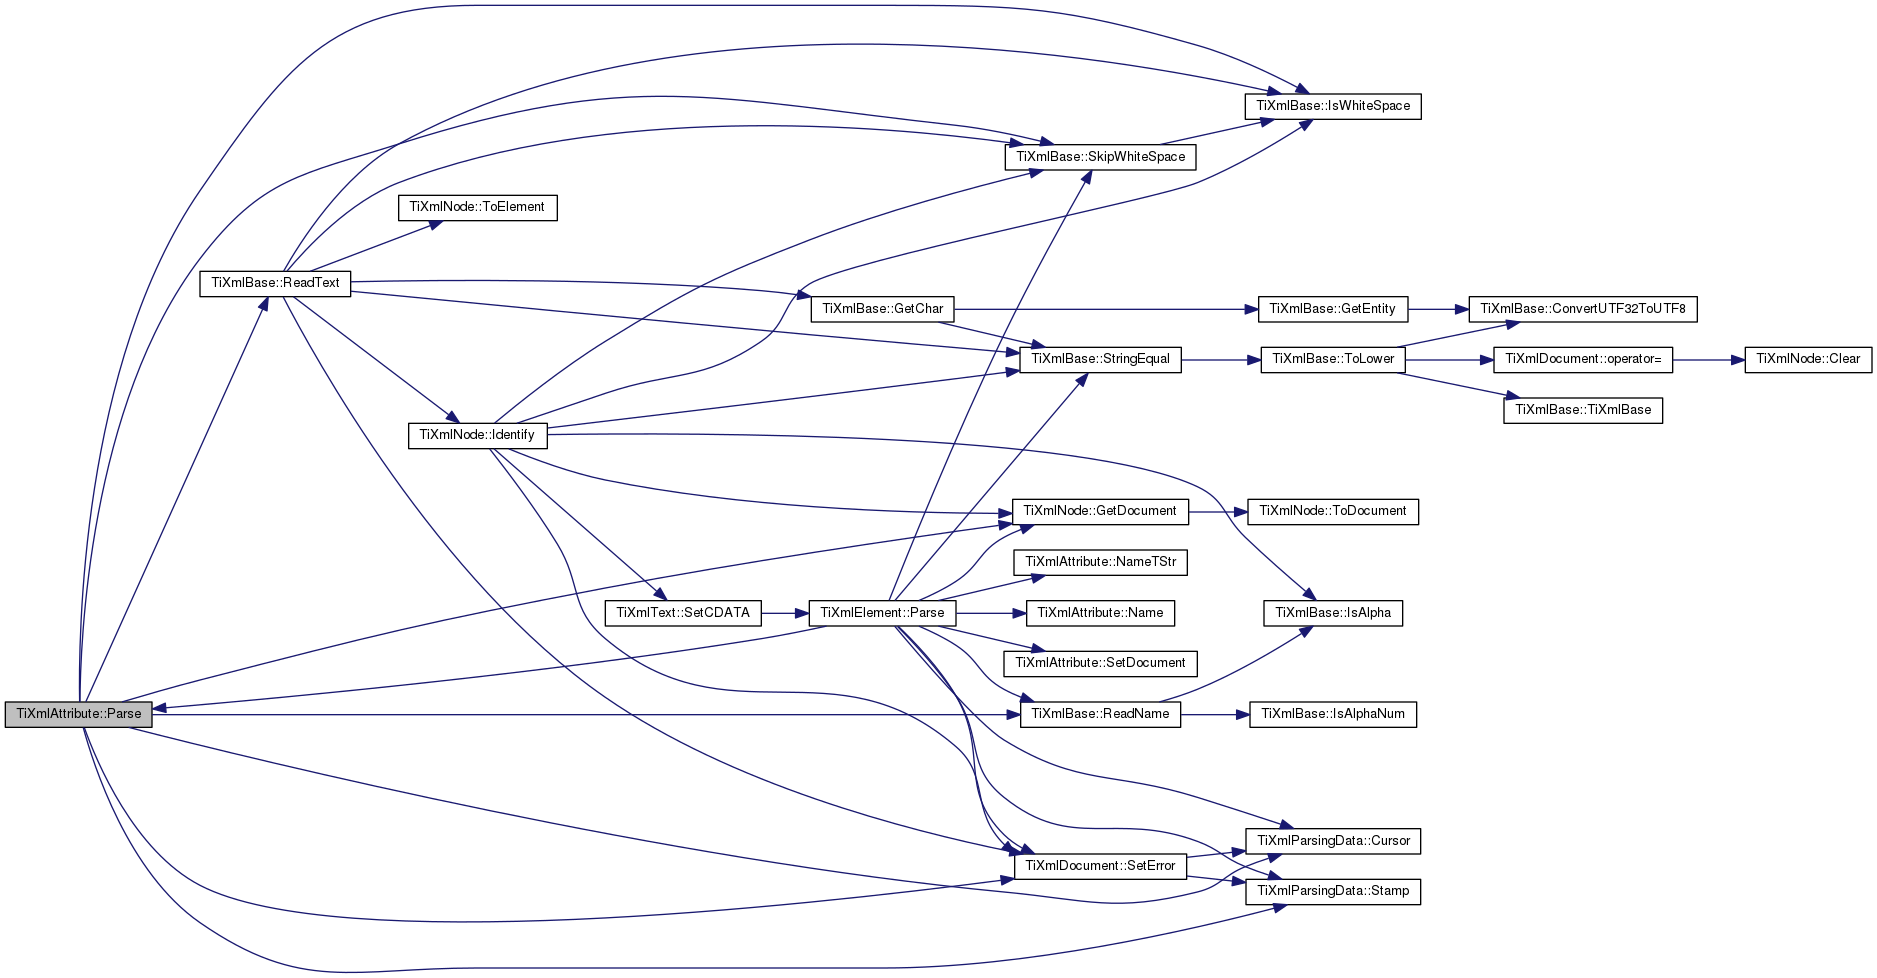 TiXmlBase::IsWhiteSpace
TiXmlBase::SkipWhiteSpace
TiXmlNode::ToElement
TiXmlBase::ReadText
TiXmlBase::GetChar
TiXmlBase::GetEntity
TiXmlBase::ConvertUTF32ToUTF8
TiXmlBase::StringEqual
TiXmlBase::ToLower
TiXmlDocument::operator=
TiXmlNode::Clear
TiXmlBase::TiXmlBase
TiXmlNode::Identify
TiXmlNode::GetDocument
TiXmlNode::ToDocument
TiXmlAttribute::NameTStr
TiXmlText::SetCDATA
TiXmlElement::Parse
TiXmlAttribute::Name
TiXmlBase::IsAlpha
TiXmlAttribute::SetDocument
TiXmlAttribute::Parse
TiXmlBase::ReadName
TiXmlBase::IsAlphaNum
TiXmlParsingData::Cursor
TiXmlDocument::SetError
TiXmlParsingData::Stamp